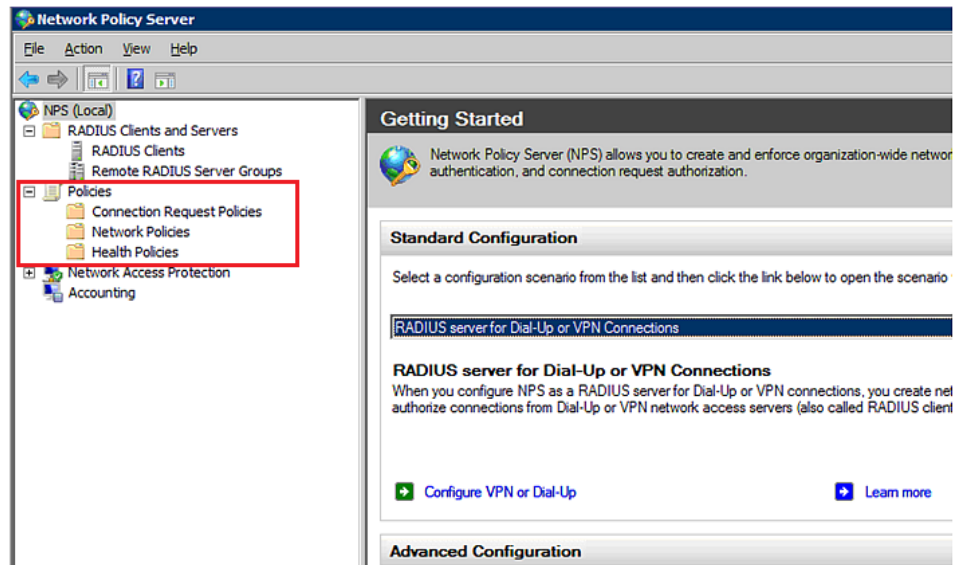 Network Policy Server
File Action View Help
NPS (Local)
RADIUS Clients and Servers
RADIUS Clients
Remote RADIUS Server Groups
Policies
Connection Request Policies
Network Policies
Health Policies
Network Access Protection
Accounting
Getting Started
Network Policy Server (NPS) allows you to create and enforce organization-wide networ
authentication, and connection request authorization.
Standard Configuration
Select a configuration scenario from the list and then click the link below to open the scenario
RADIUS server for Dial-Up or VPN Connections
RADIUS server for Dial-Up or VPN Connections
When you configure NPS as a RADIUS server for Dial-Up or VPN connections, you create net
authorize connections from Dial-Up or VPN network access servers (also called RADIUS client
Configure VPN or Dial-Up
Learn more
Advanced Configuration